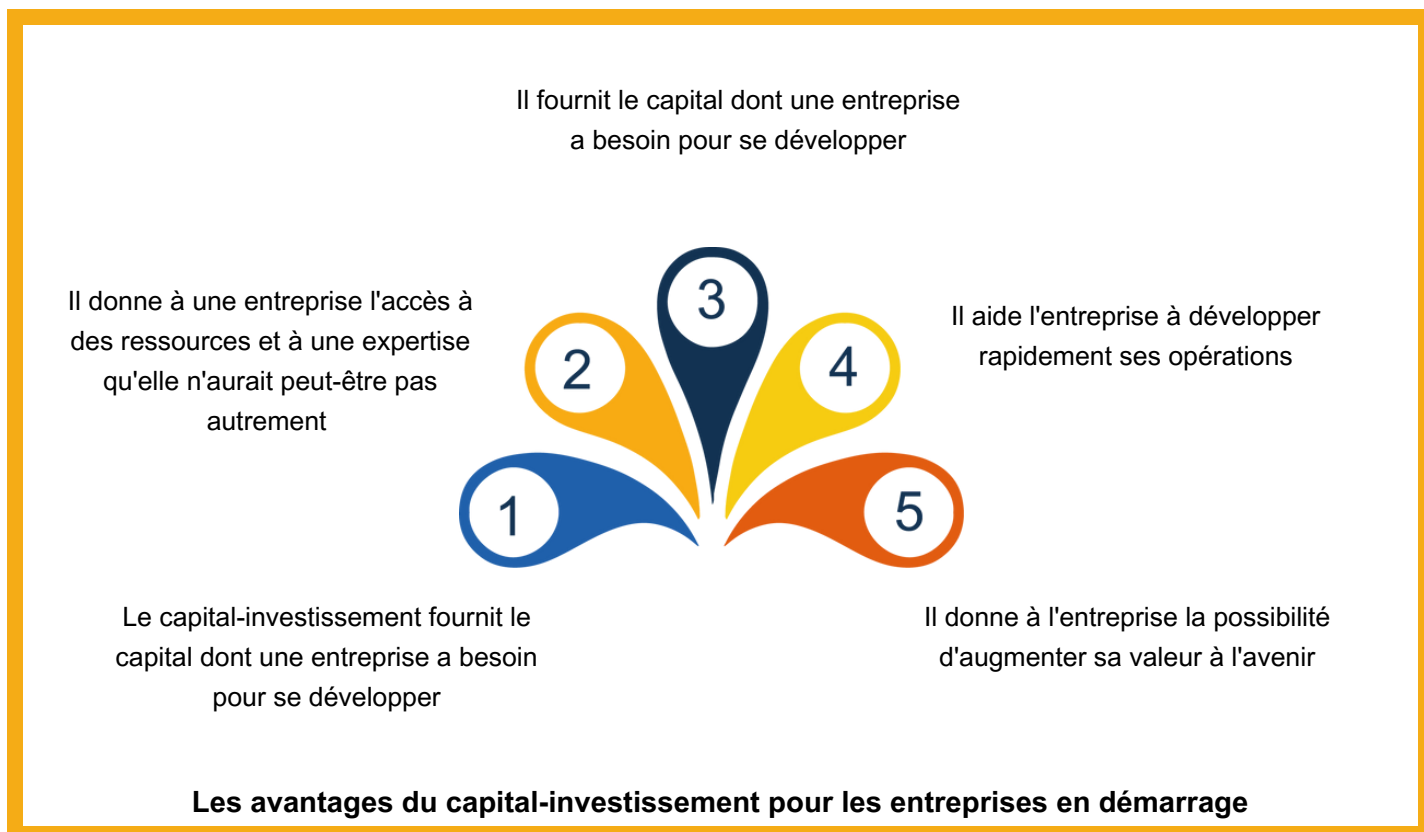 Il fournit le capital dont une entreprise
a besoin pour se développer
Il donne à une entreprise l'accès à
des ressources et à une expertise
qu'elle n'aurait peut-être pas
autrement
Il aide l'entreprise à développer
rapidement ses opérations
3
2
4
1
5
Le capital-investissement fournit le
capital dont une entreprise a besoin
pour se développer
Il donne à l'entreprise la possibilité
d'augmenter sa valeur à l'avenir
Les avantages du capital-investissement pour les entreprises en démarrage